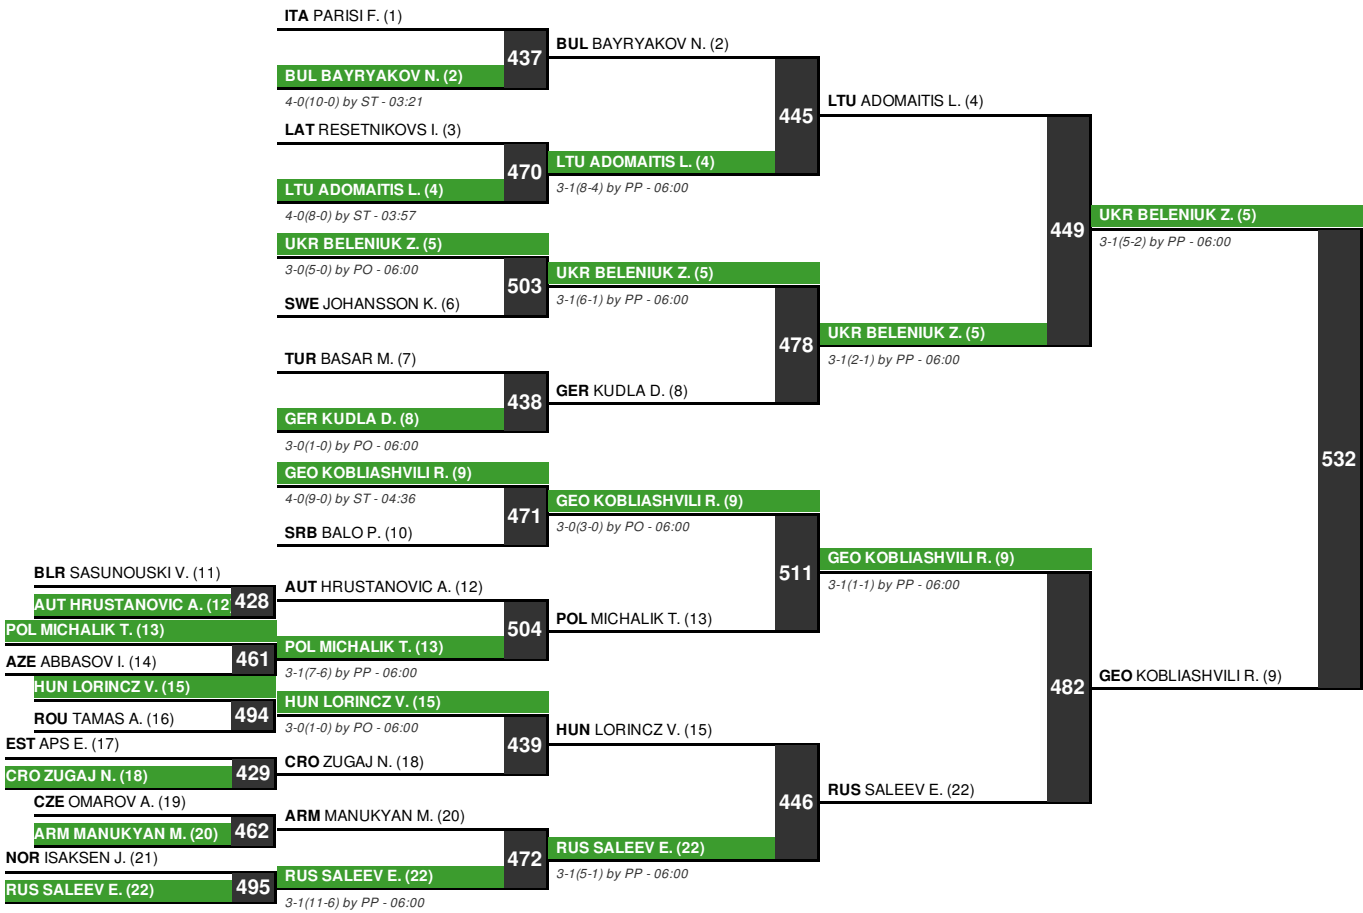 ITA PARISI F. (1)
437
BUL BAYRYAKOV N. (2)
4-0(10-0) by ST - 03:21
LAT RESETNIKOVS I. (3)
470
LTU ADOMAITIS L. (4)
4-0(8-0) by ST - 03:57
UKR BELENIUK Z. (5)
3-0(5-0) by PO - 06:00
503
SWE JOHANSSON K. (6)
TUR BASAR M. (7)
438
GER KUDLA D. (8)
3-0(1-0) by PO - 06:00
GEO KOBLIASHVILI R. (9)
4-0(9-0) by ST - 04:36
471
SRB BALO P. (10)
BLR SASUNOUSKI V. (11)
428
AUT HRUSTANOVIC A. (12
POL MICHALIK T. (13)
461
AZE ABBASOV I. (14)
HUN LORINCZ V. (15)
494
ROU TAMAS A. (16)
EST APS E. (17)
429
CRO ZUGAJ N. (18)
CZE OMAROV A. (19)
462
ARM MANUKYAN M. (20)
NOR ISAKSEN J. (21)
495
RUS SALEEV E. (22)
AUT HRUSTANOVIC A. (12)
504
POL MICHALIK T. (13)
3-1(7-6) by PP - 06:00
HUN LORINCZ V. (15)
3-0(1-0) by PO - 06:00
439
CRO ZUGAJ N. (18)
ARM MANUKYAN M. (20)
472
RUS SALEEV E. (22)
3-1(11-6) by PP - 06:00
BUL BAYRYAKOV N. (2)
445
LTU ADOMAITIS L. (4)
3-1(8-4) by PP - 06:00
UKR BELENIUK Z. (5)
3-1(6-1) by PP - 06:00
478
GER KUDLA D. (8)
GEO KOBLIASHVILI R. (9)
3-0(3-0) by PO - 06:00
511
POL MICHALIK T. (13)
HUN LORINCZ V. (15)
446
RUS SALEEV E. (22)
3-1(5-1) by PP - 06:00
LTU ADOMAITIS L. (4)
449
UKR BELENIUK Z. (5)
3-1(2-1) by PP - 06:00
GEO KOBLIASHVILI R. (9)
3-1(1-1) by PP - 06:00
482
RUS SALEEV E. (22)
UKR BELENIUK Z. (5)
3-1(5-2) by PP - 06:00
532
GEO KOBLIASHVILI R. (9)